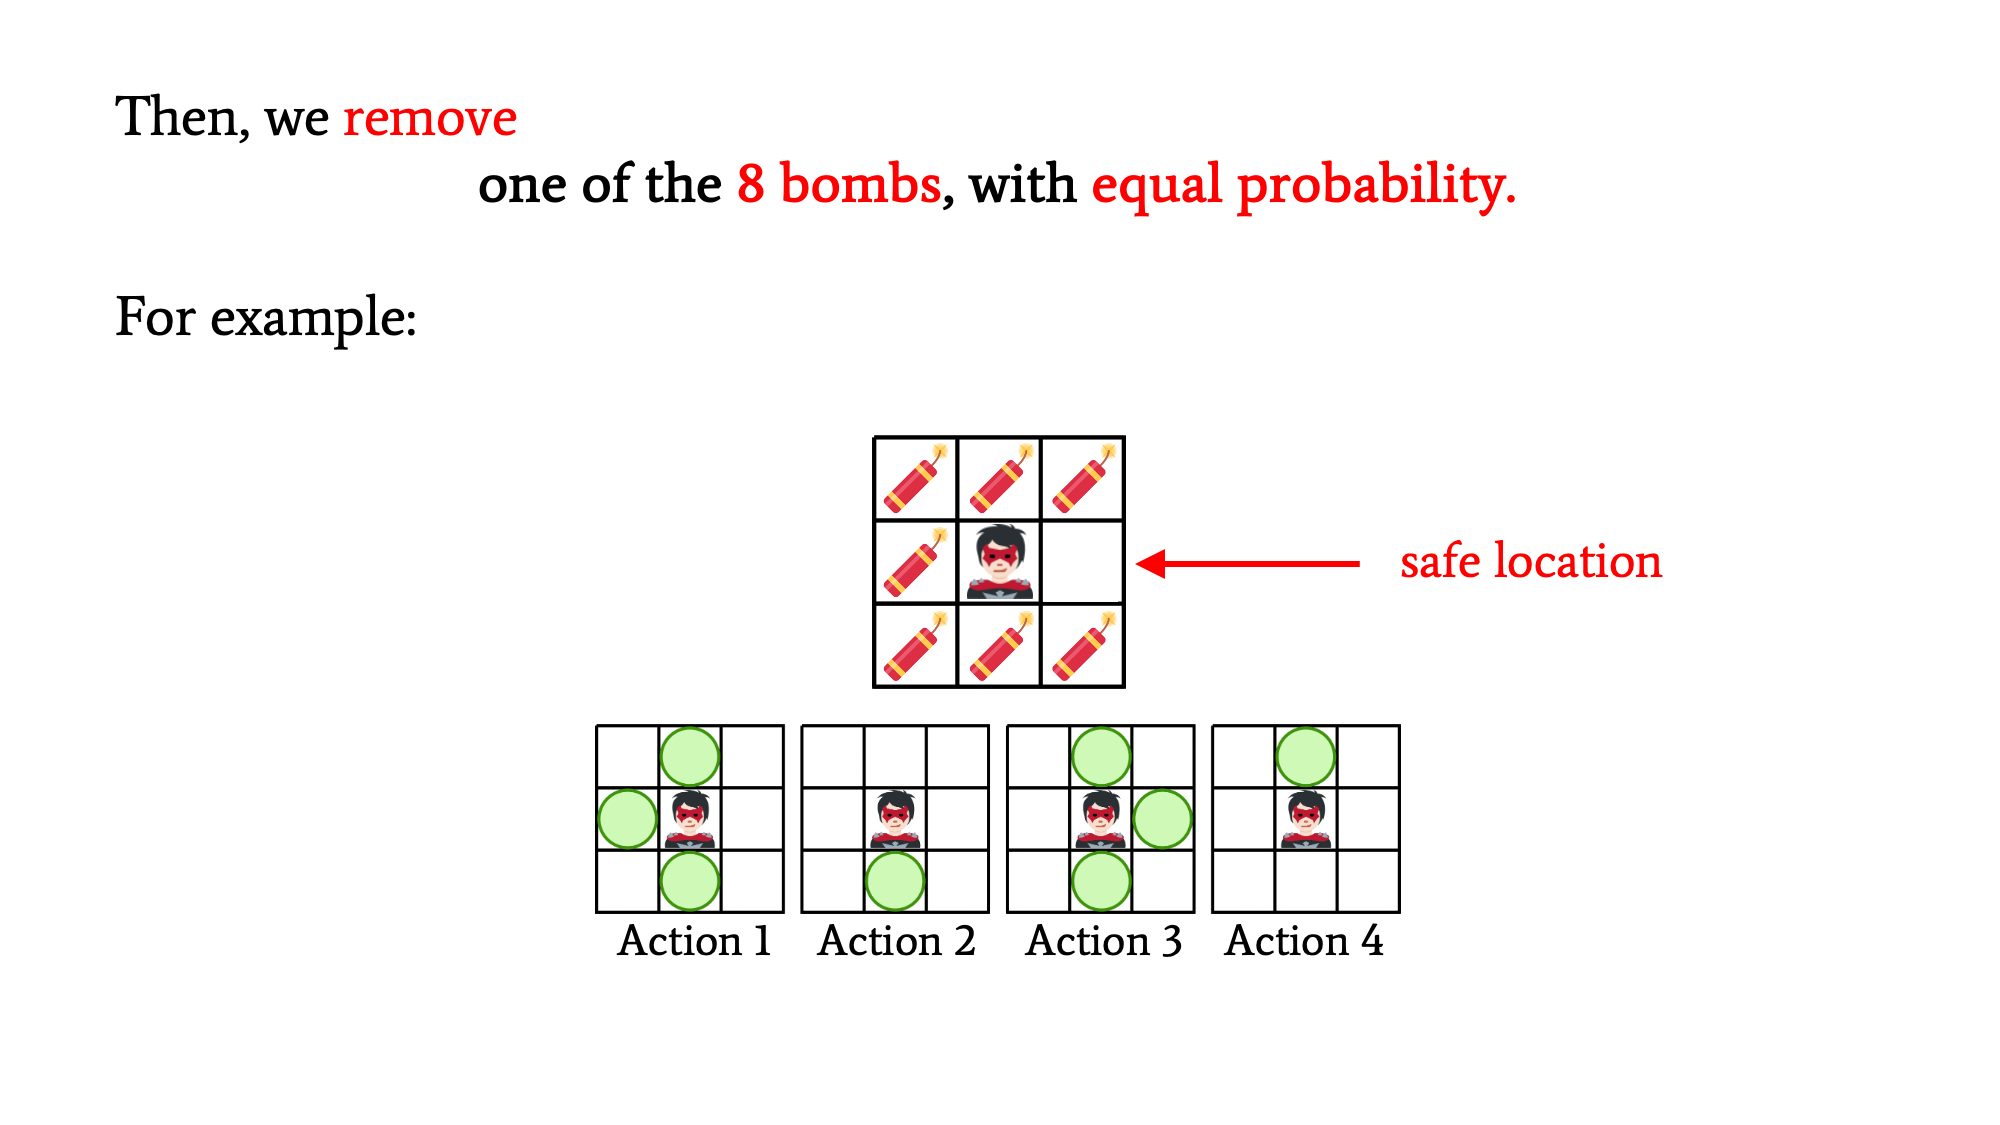 Then, we remove
one of the 8 bombs, with equal probability.
For example:
safe location
Action 1 Action 2 Action 3 Action 4